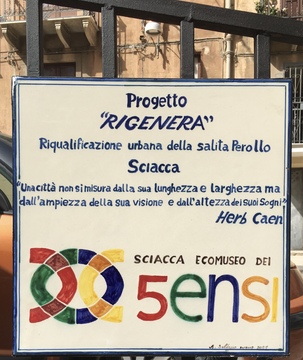 Progetto
"RIGENERA"
Riqualificazione urbana della salita Perollo
Sciacca
"Una città non si misura dalla sua lunghezza e larghezza ma
dall'ampiezza della sua visione e dall'altezza dei suoi Sogni"
Herb Caen
SCIACCA ECOMUSEO DEI
5ensi